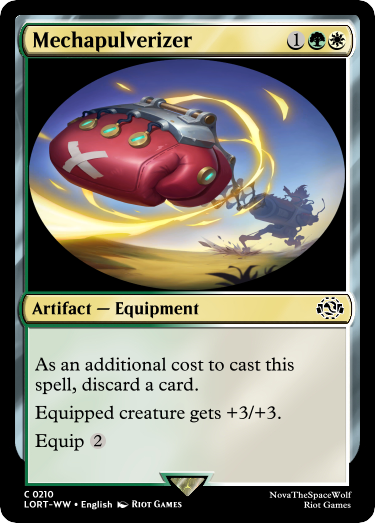 Mechapulverizer 1
Artifact — Equipment
As an additional cost to cast this
spell, discard a card.
Equipped creature gets +3/+3.
Equip 2
C 0210
LORT-WW • English RIOT GAMES
NovaTheSpaceWolf
Riot Games